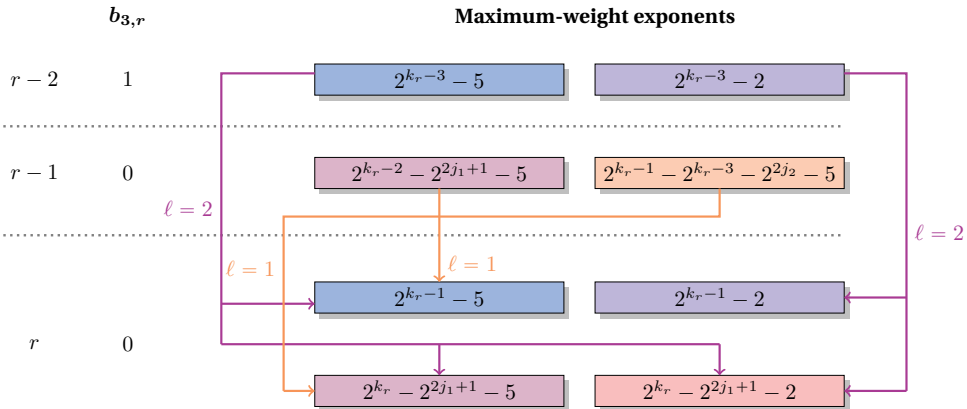 b₃,ᵣ Maximum-weight exponents
r − 2 1 2^{k_r−3} − 5 2^{k_r−3} − 2
r − 1 0 2^{k_r−2} − 2^{2j_1+1} − 5 2^{k_r−1} − 2^{k_r−3} − 2^{2j_2} − 5
ℓ = 2
ℓ = 2
ℓ = 1 ℓ = 1
2^{k_r−1} − 5 2^{k_r−1} − 2
r 0
2^{k_r} − 2^{2j_1+1} − 5 2^{k_r} − 2^{2j_1+1} − 2